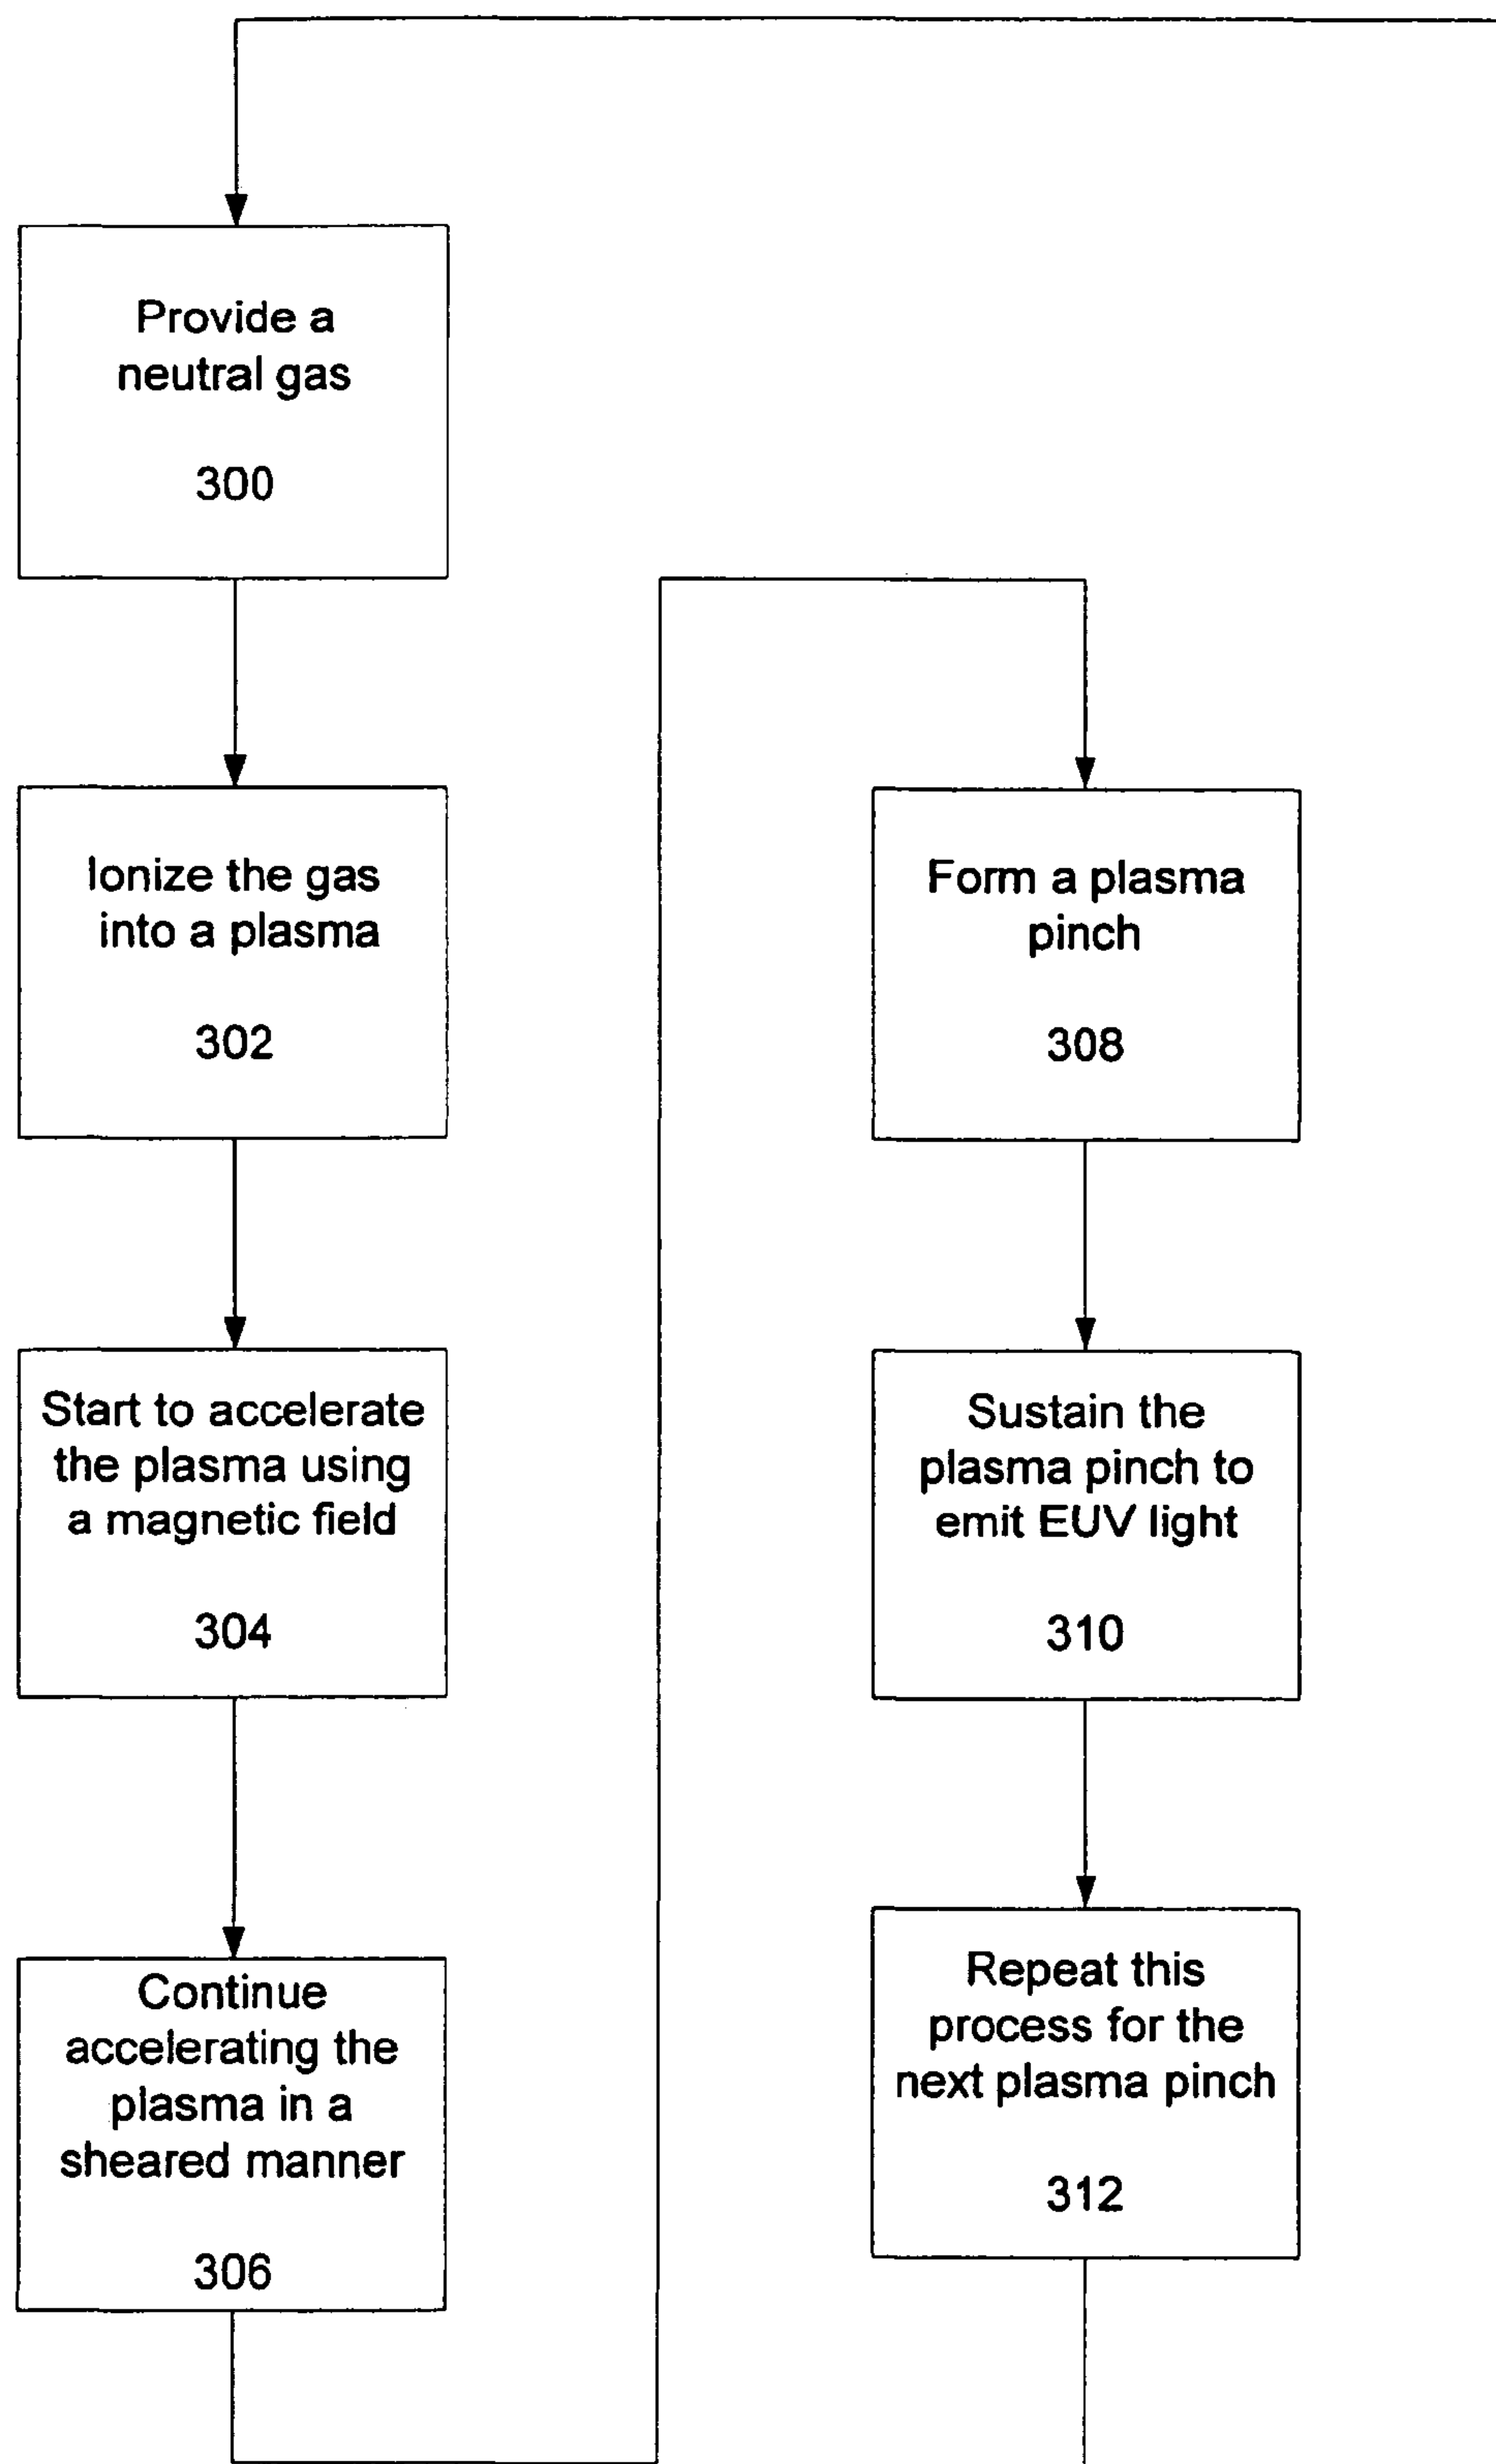 Provide a
neutral gas
300
Ionize the gas
into a plasma
302
Start to accelerate
the plasma using
a magnetic field
304
Continue
accelerating the
plasma in a
sheared manner
306
Form a plasma
pinch
308
Sustain the
plasma pinch to
emit EUV light
310
Repeat this
process for the
next plasma pinch
312